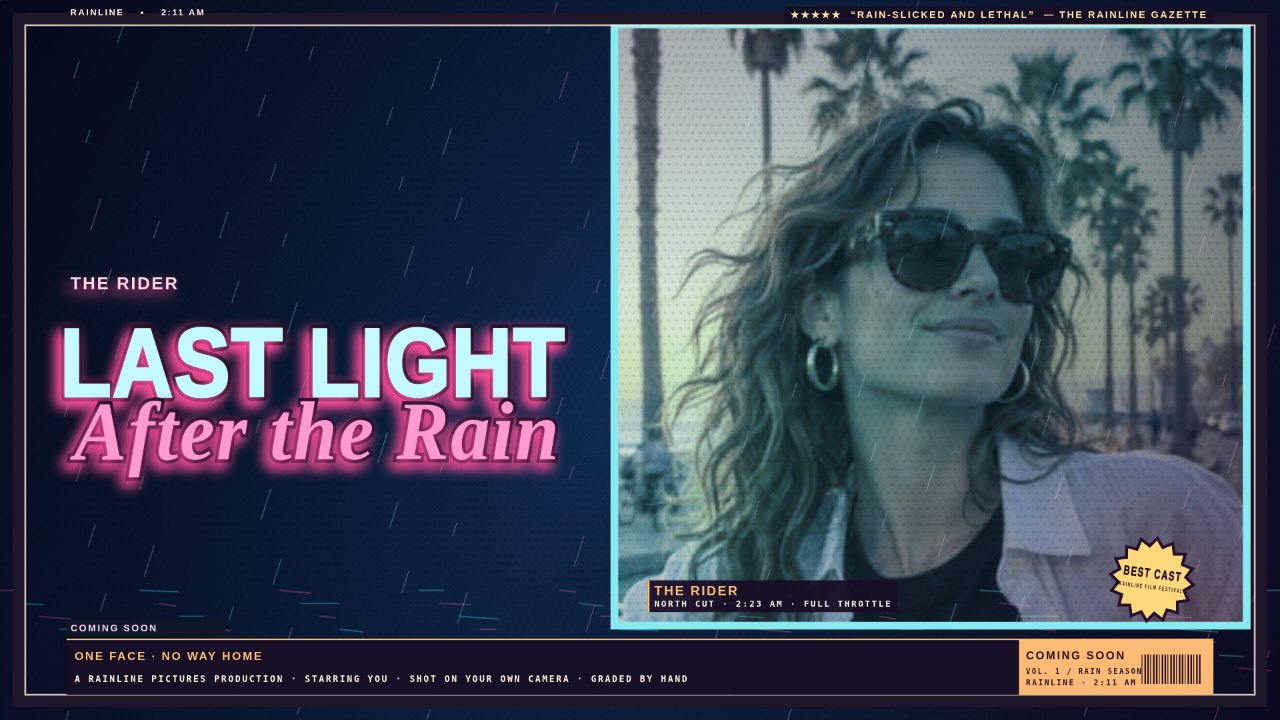 RAINLINE • 2:11 AM
★★★★★ “RAIN-SLICKED AND LETHAL” — THE RAINLINE GAZETTE
THE RIDER
LAST LIGHT
After the Rain
THE RIDER
NORTH CUT · 2:23 AM · FULL THROTTLE
BEST CAST
RAINLINE FILM FESTIVAL
COMING SOON
ONE FACE · NO WAY HOME
A RAINLINE PICTURES PRODUCTION · STARRING YOU · SHOT ON YOUR OWN CAMERA · GRADED BY HAND
COMING SOON
VOL. 1 / RAIN SEASON
RAINLINE · 2:11 AM